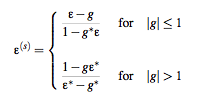 ε⁽ˢ⁾ = { (ε − g) / (1 − g*ε) for |g| ≤ 1
(1 − gε*) / (ε* − g*) for |g| > 1